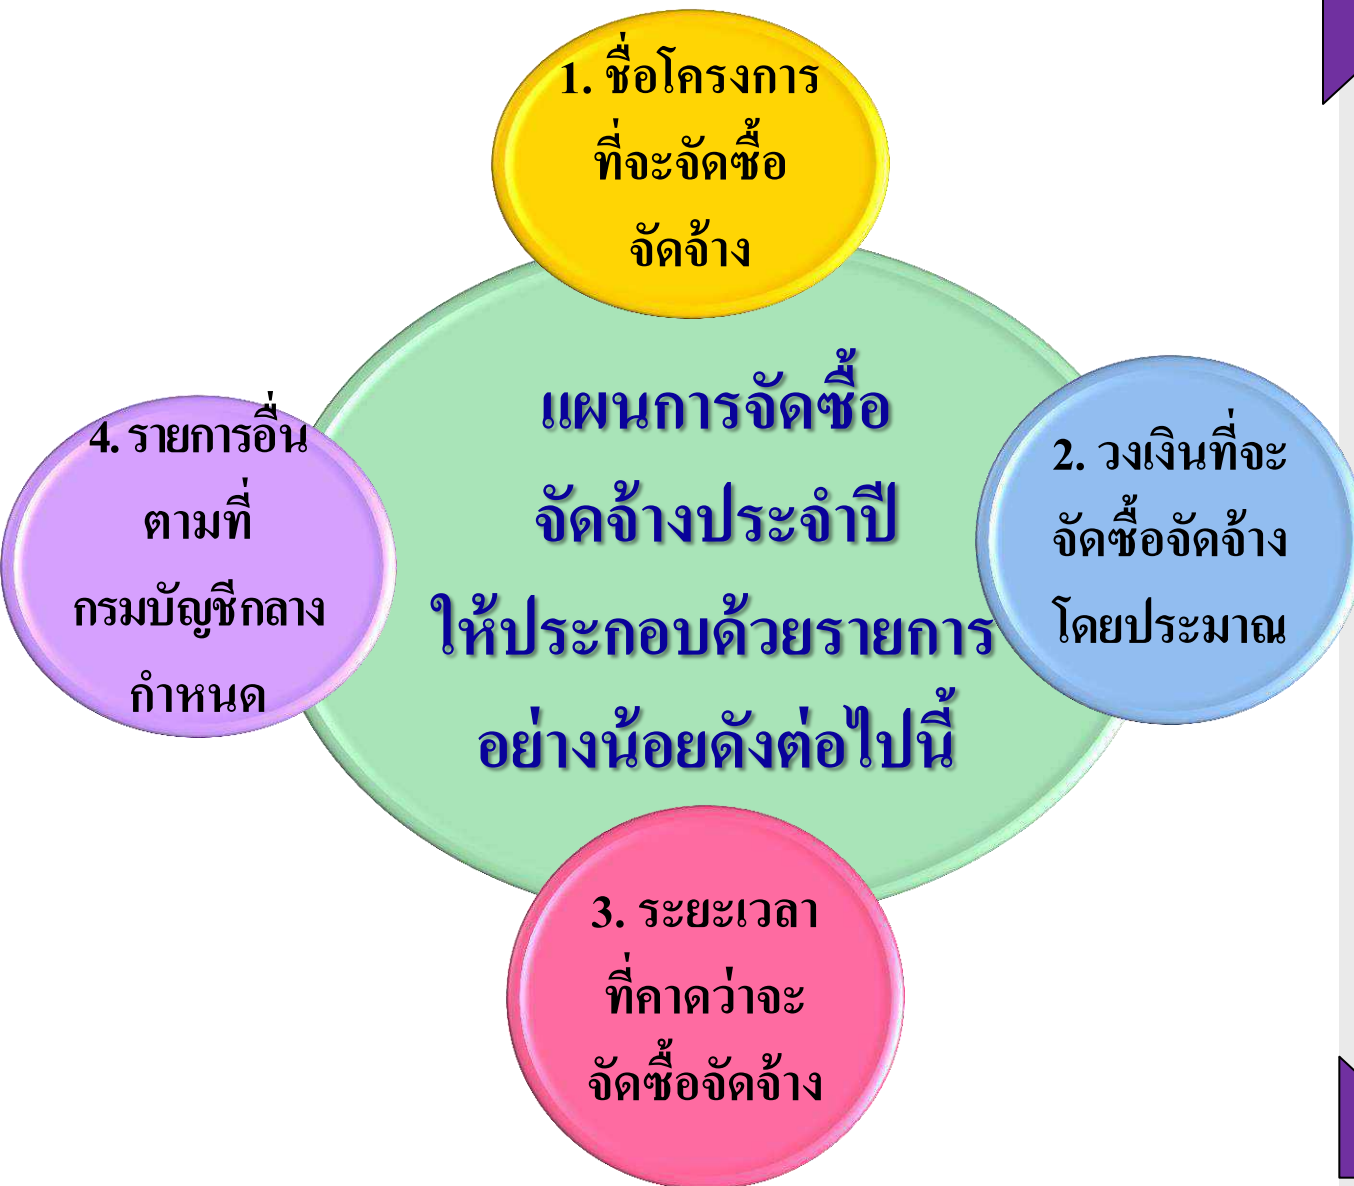 1. ชื่อโครงการ
ที่จะจัดซื้อ
จัดจ้าง
แผนการจัดซื้อ
จัดจ้างประจำปี
ให้ประกอบด้วยรายการ
อย่างน้อยดังต่อไปนี้
2. วงเงินที่จะ
จัดซื้อจัดจ้าง
โดยประมาณ
3. ระยะเวลา
ที่คาดว่าจะ
จัดซื้อจัดจ้าง
4. รายการอื่น
ตามที่
กรมบัญชีกลาง
กำหนด